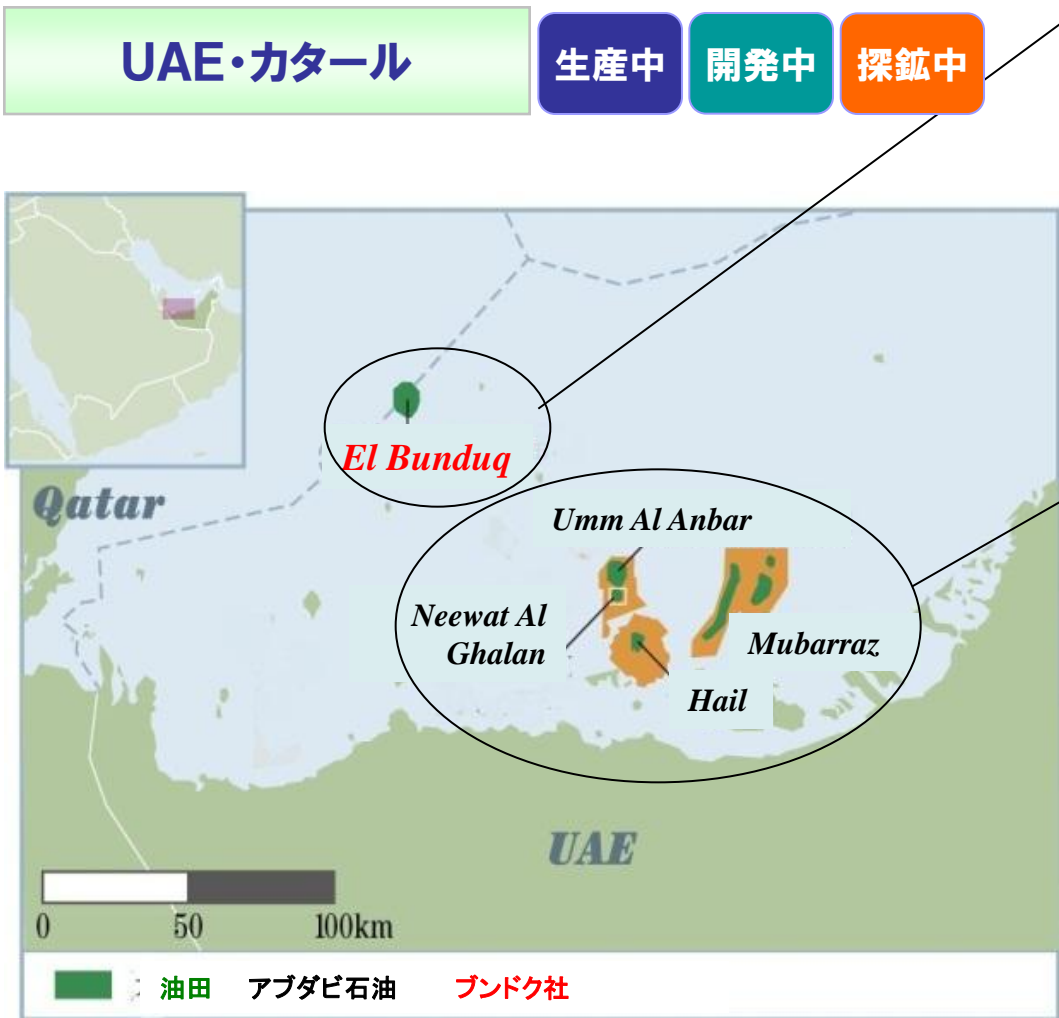 UAE・カタール
生産中
開発中
探鉱中
El Bunduq
Qatar
Umm Al Anbar
Neewat Al
Ghalan
Mubarraz
Hail
UAE
0 50 100km
油田 アブダビ石油 ブンドク社